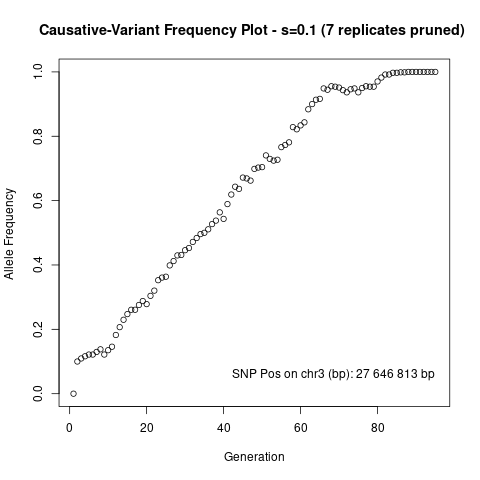 Causative-Variant Frequency Plot - s=0.1 (7 replicates pruned)
Allele Frequency
1.0
0.8
0.6
0.4
0.2
0.0
SNP Pos on chr3 (bp): 27 646 813 bp
0 20 40 60 80
Generation